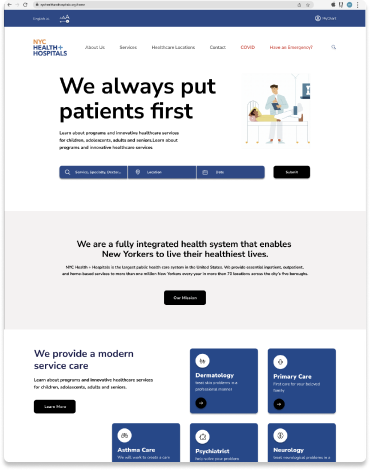 English
MyChart
NYC
HEALTH+
HOSPITALS
About Us
Services
Healthcare Locations
Contact
COVID
Have an Emergency?
We always put
patients first
Learn about programs and innovative healthcare services
for children, adolescents, adults and seniors.Learn about
programs and innovative healthcare services
Service, Specialty, Doctor...
Location
Date
Submit
We are a fully integrated health system that enables
New Yorkers to live their healthiest lives.
NYC Health + Hospitals is the largest public health care system in the United States. We provide essential inpatient, outpatient,
and home-based services to more than one million New Yorkers every year in more than 70 locations across the city's five boroughs.
Our Mission
We provide a modern
service care
Learn about programs and innovative healthcare services
for children, adolescents, adults and seniors.
Learn More
Dermatology
treat skin problems in a
professional manner
Primary Care
First care for your beloved
family
Asthma Care
We will work to create a care
Psychiatrist
help solve your problem
Neurology
treat neurological problems in a